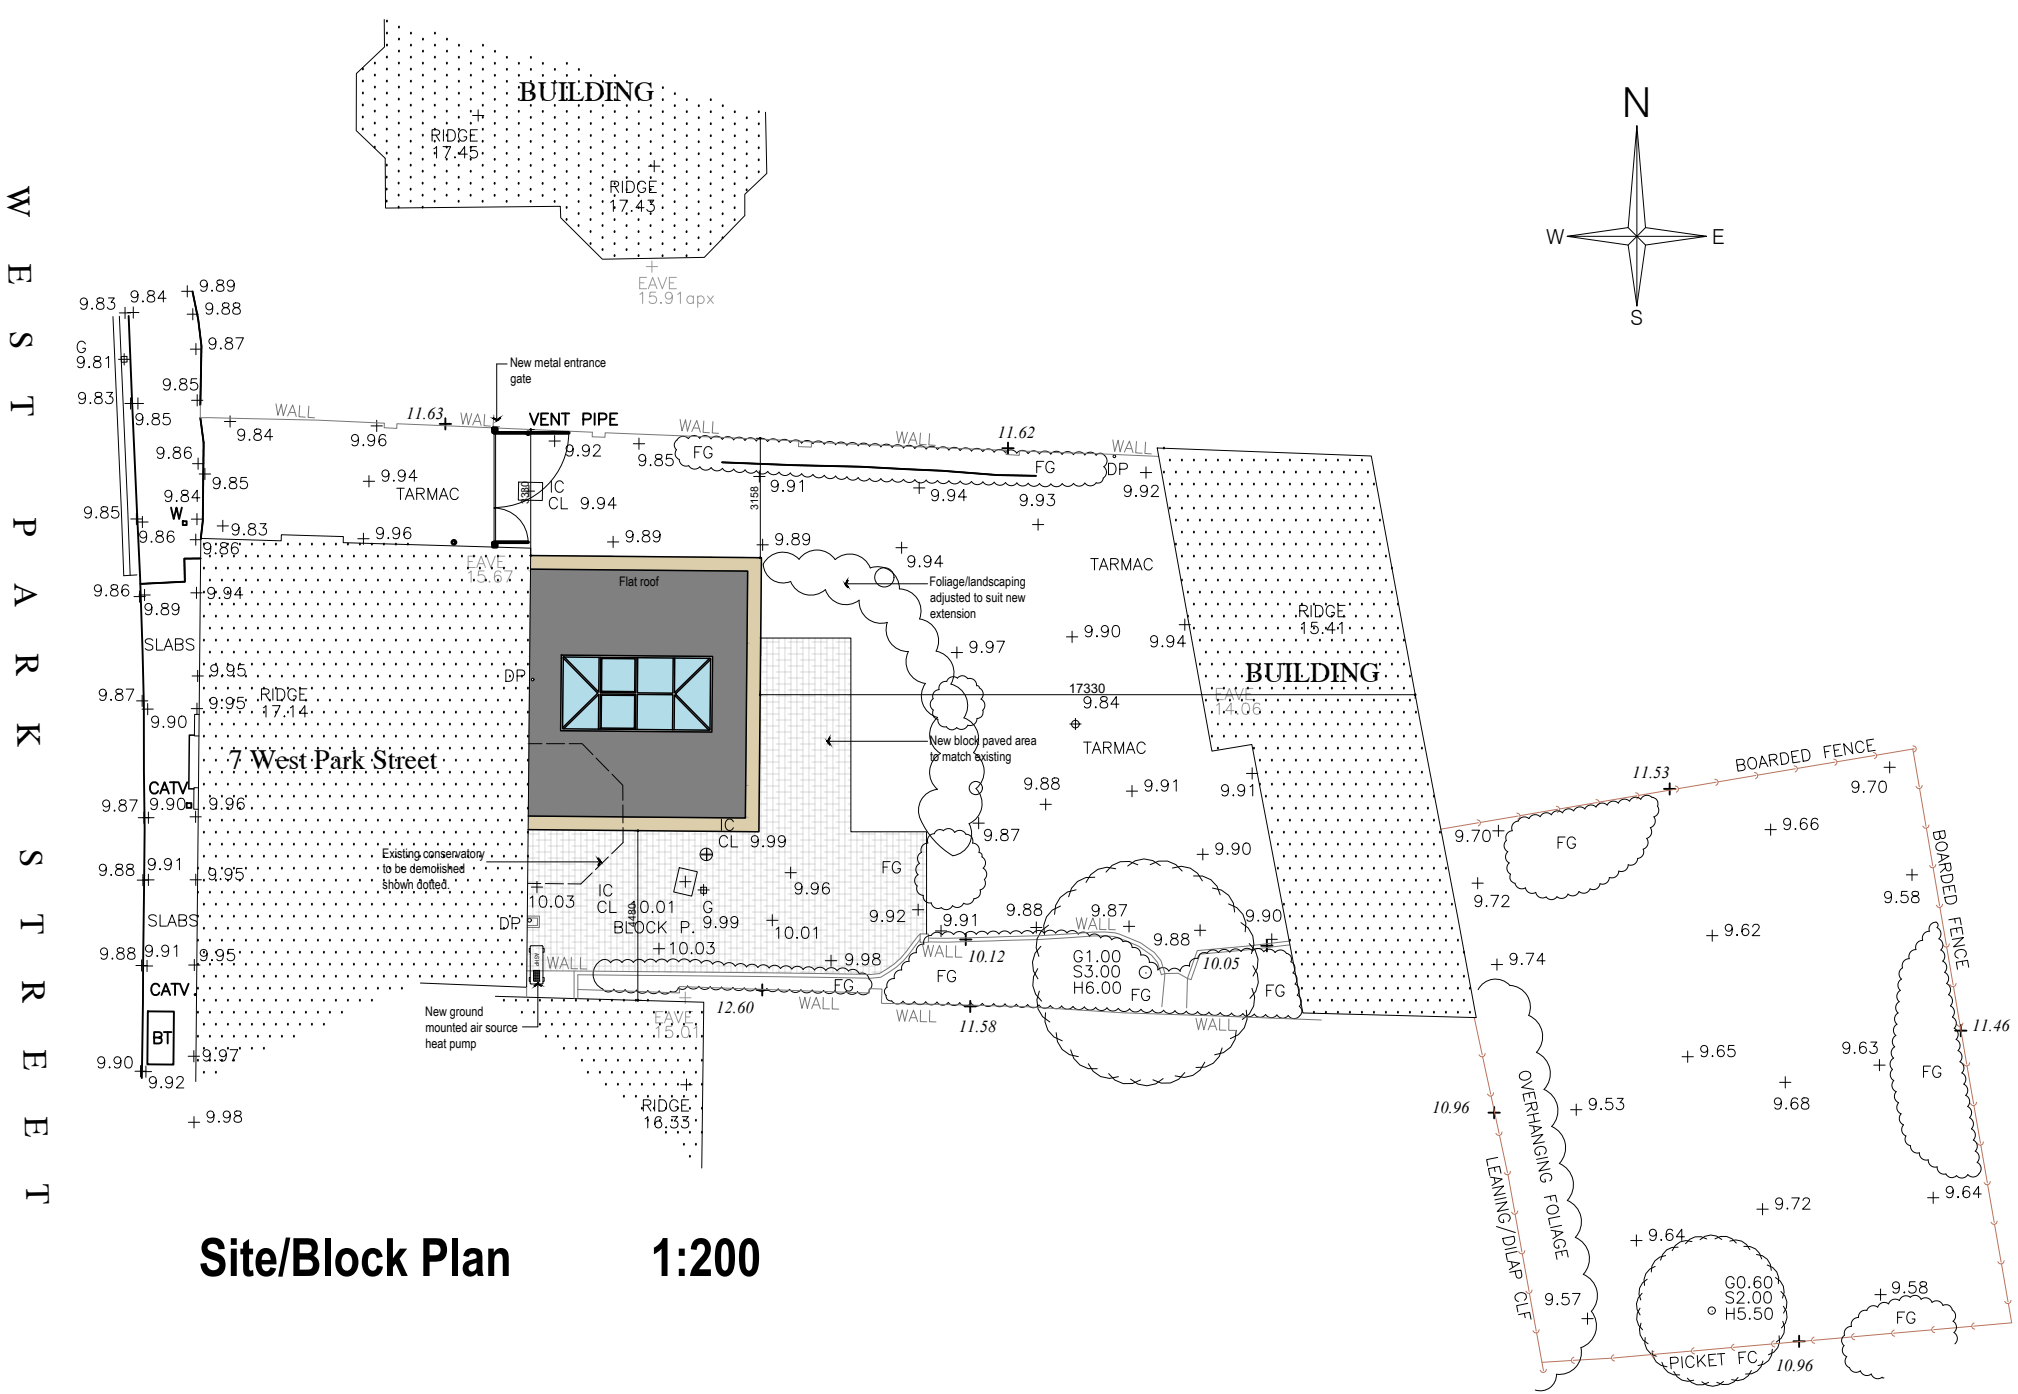 BUILDING
RIDGE
17.45
RIDGE
17.43
EAVE
15.91apx
N
W
E
S
WEST PARK STREET
9.83
9.84
9.89
9.88
G
9.81
9.87
9.83
9.85
9.85
9.86
9.85
9.84
9.85
W
9.86
9.83
9.86
New metal entrance
gate
WALL
11.63
WALL
VENT PIPE
9.84
9.96
9.94
TARMAC
9.96
9.92
9.85
WALL
FG
WALL
11.62
FG
WALL
DP
9.92
IC
CL 9.94
3380
3158
9.91
9.94
9.93
9.89
9.89
9.94
EAVE
15.67
Flat roof
Foliage/landscaping
adjusted to suit new
extension
TARMAC
RIDGE
15.41
9.90
9.94
9.97
9.86
9.89
9.94
SLABS
9.95
9.87
9.95
9.90
RIDGE
17.14
DP
BUILDING
17330
9.84
EAVE
14.06
7 West Park Street
New block paved area
to match existing
TARMAC
CATV
9.87
9.90
9.96
9.88
9.91
9.91
9.87
9.90
IC
CL 9.99
Existing conservatory
to be demolished
shown dotted.
9.88
9.91
9.95
FG
9.96
10.03
IC
CL 10.01
G
9.99
BLOCK P.
4480
10.01
10.03
9.98
9.92
9.91
9.88
9.87
9.88
9.90
SLABS
DP
ASHP
9.88
9.91
9.95
WALL
WALL
10.12
WALL
10.05
G1.00
S3.00
H6.00
FG
FG
FG
FG
CATV
BT
9.90
9.92
9.97
9.98
New ground
mounted air source
heat pump
12.60
WALL
WALL
11.58
WALL
EAVE
15.01
RIDGE
16.33
BOARDED FENCE
11.53
9.70
9.70
FG
9.66
BOARDED FENCE
9.72
9.58
9.62
9.74
11.46
9.65
9.63
FG
9.68
10.96
9.53
OVERHANGING FOLIAGE
LEANING/DILAP CLF
9.64
9.72
9.64
9.57
G0.60
S2.00
H5.50
9.58
FG
PICKET FC
10.96
Site/Block Plan 1:200